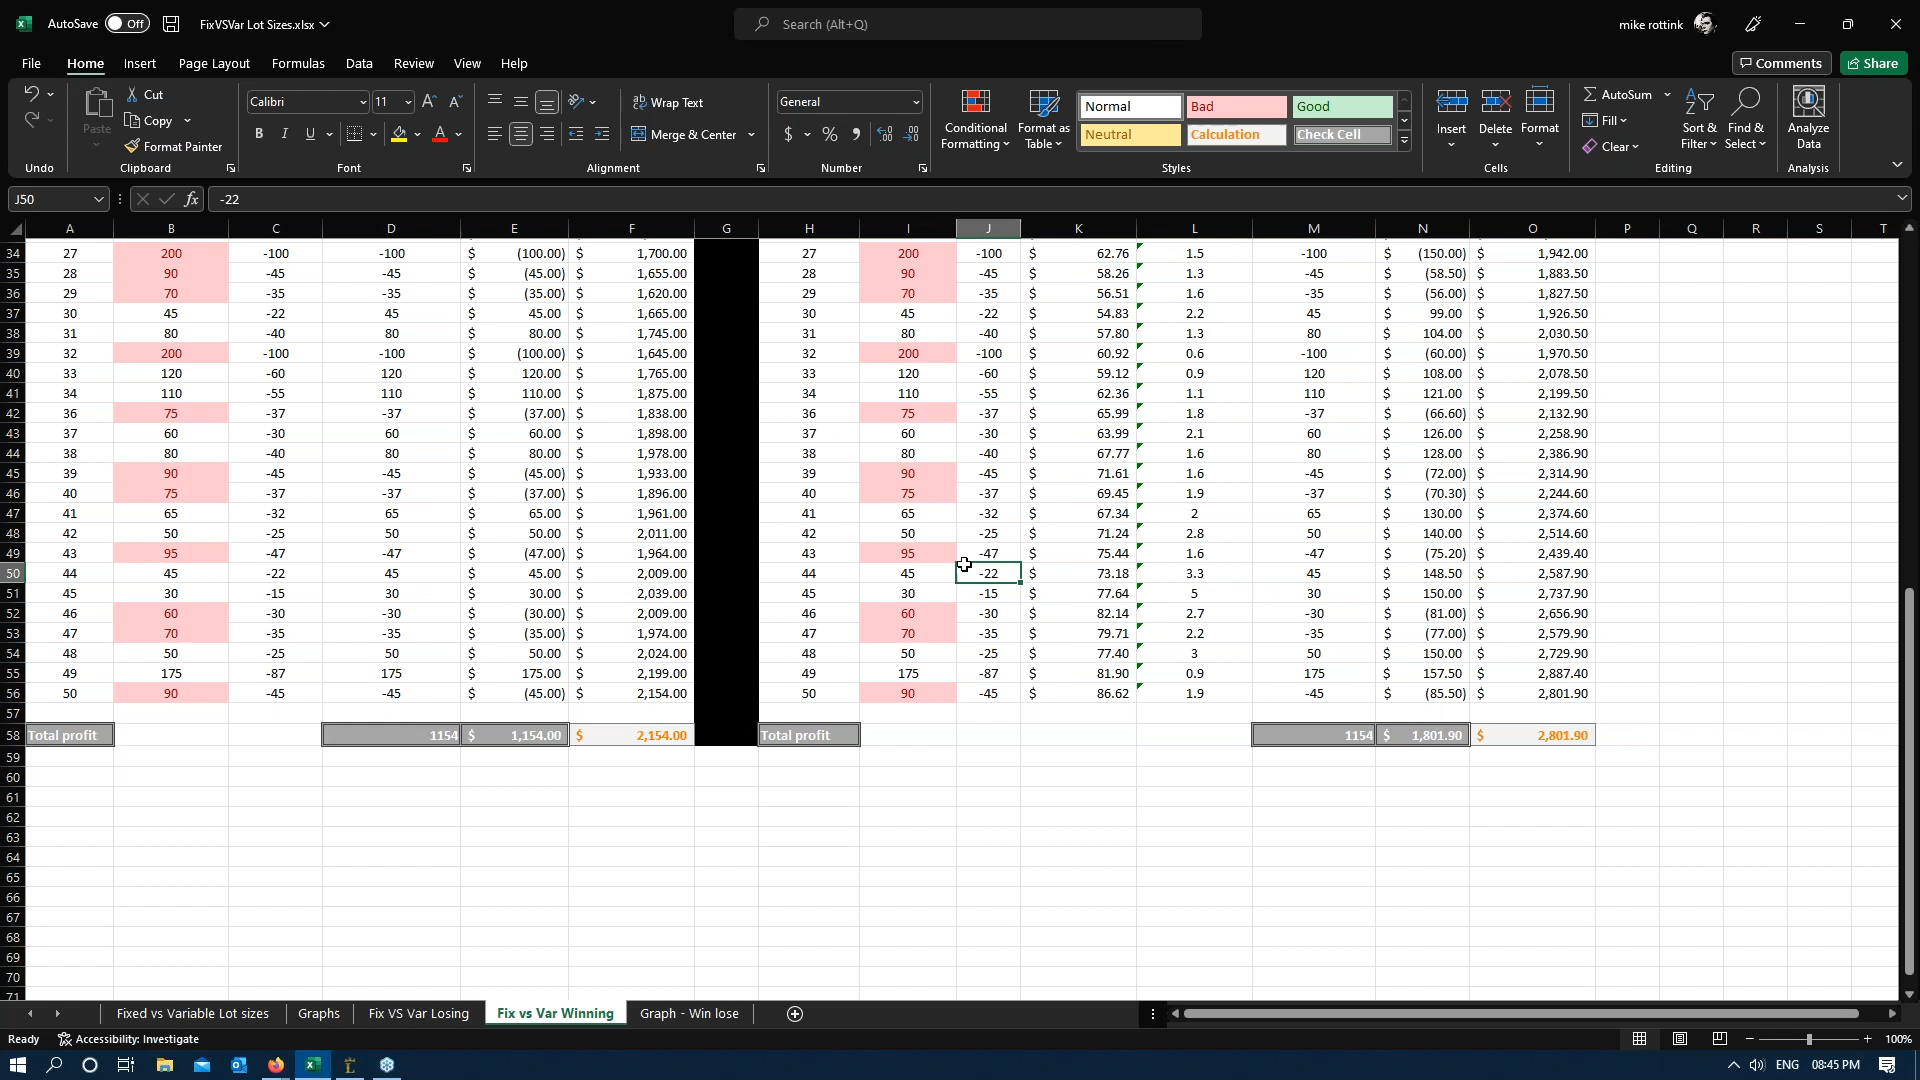 AutoSave Off FixVSVar Lot Sizes.xlsx Search (Alt+Q) mike rottink
File Home Insert Page Layout Formulas Data Review View Help Comments Share
Cut Calibri 11 Wrap Text General Normal Bad Good AutoSum
Paste Copy B I U Merge & Center $ % Conditional Formatting Format as Table Neutral Calculation Check Cell Insert Delete Format Fill Sort & Filter Find & Select Analyze Data
Format Painter Clear
Undo Clipboard Font Alignment Number Styles Cells Editing Analysis
J50 fx -22
A B C D E F G H I J K L M N O P Q R S T
34 27 200 -100 -100 $ (100.00) $ 1,700.00 27 200 -100 $ 62.76 1.5 -100 $ (150.00) $ 1,942.00
35 28 90 -45 -45 $ (45.00) $ 1,655.00 28 90 -45 $ 58.26 1.3 -45 $ (58.50) $ 1,883.50
36 29 70 -35 -35 $ (35.00) $ 1,620.00 29 70 -35 $ 56.51 1.6 -35 $ (56.00) $ 1,827.50
37 30 45 -22 45 $ 45.00 $ 1,665.00 30 45 -22 $ 54.83 2.2 45 $ 99.00 $ 1,926.50
38 31 80 -40 80 $ 80.00 $ 1,745.00 31 80 -40 $ 57.80 1.3 80 $ 104.00 $ 2,030.50
39 32 200 -100 -100 $ (100.00) $ 1,645.00 32 200 -100 $ 60.92 0.6 -100 $ (60.00) $ 1,970.50
40 33 120 -60 120 $ 120.00 $ 1,765.00 33 120 -60 $ 59.12 0.9 120 $ 108.00 $ 2,078.50
41 34 110 -55 110 $ 110.00 $ 1,875.00 34 110 -55 $ 62.36 1.1 110 $ 121.00 $ 2,199.50
42 36 75 -37 -37 $ (37.00) $ 1,838.00 36 75 -37 $ 65.99 1.8 -37 $ (66.60) $ 2,132.90
43 37 60 -30 60 $ 60.00 $ 1,898.00 37 60 -30 $ 63.99 2.1 60 $ 126.00 $ 2,258.90
44 38 80 -40 80 $ 80.00 $ 1,978.00 38 80 -40 $ 67.77 1.6 80 $ 128.00 $ 2,386.90
45 39 90 -45 -45 $ (45.00) $ 1,933.00 39 90 -45 $ 71.61 1.6 -45 $ (72.00) $ 2,314.90
46 40 75 -37 -37 $ (37.00) $ 1,896.00 40 75 -37 $ 69.45 1.9 -37 $ (70.30) $ 2,244.60
47 41 65 -32 65 $ 65.00 $ 1,961.00 41 65 -32 $ 67.34 2 65 $ 130.00 $ 2,374.60
48 42 50 -25 50 $ 50.00 $ 2,011.00 42 50 -25 $ 71.24 2.8 50 $ 140.00 $ 2,514.60
49 43 95 -47 -47 $ (47.00) $ 1,964.00 43 95 -47 $ 75.44 1.6 -47 $ (75.20) $ 2,439.40
50 44 45 -22 45 $ 45.00 $ 2,009.00 44 45 -22 $ 73.18 3.3 45 $ 148.50 $ 2,587.90
51 45 30 -15 30 $ 30.00 $ 2,039.00 45 30 -15 $ 77.64 5 30 $ 150.00 $ 2,737.90
52 46 60 -30 -30 $ (30.00) $ 2,009.00 46 60 -30 $ 82.14 2.7 -30 $ (81.00) $ 2,656.90
53 47 70 -35 -35 $ (35.00) $ 1,974.00 47 70 -35 $ 79.71 2.2 -35 $ (77.00) $ 2,579.90
54 48 50 -25 50 $ 50.00 $ 2,024.00 48 50 -25 $ 77.40 3 50 $ 150.00 $ 2,729.90
55 49 175 -87 175 $ 175.00 $ 2,199.00 49 175 -87 $ 81.90 0.9 175 $ 157.50 $ 2,887.40
56 50 90 -45 -45 $ (45.00) $ 2,154.00 50 90 -45 $ 86.62 1.9 -45 $ (85.50) $ 2,801.90
57
58 Total profit 1154 $ 1,154.00 $ 2,154.00 Total profit 1154 $ 1,801.90 $ 2,801.90
59
60
61
62
63
64
65
66
67
68
69
70
71
Fixed vs Variable Lot sizes Graphs Fix VS Var Losing Fix vs Var Winning Graph - Win lose
Ready Accessibility: Investigate 100%
ENG 08:45 PM